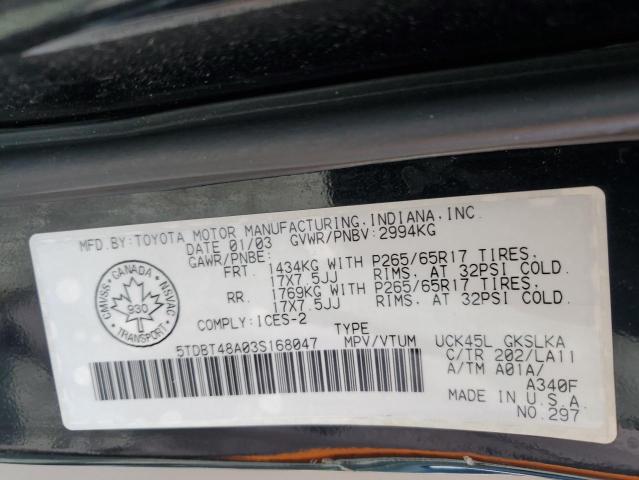 MFD.BY:TOYOTA MOTOR MANUFACTURING,INDIANA,INC.
DATE 01/03 GVWR/PNBV:2994KG
GAWR/PNBE:
FRT. 1434KG WITH P265/65R17 TIRES,
17X7.5JJ RIMS, AT 32PSI COLD.
RR. 1769KG WITH P265/65R17 TIRES,
17X7.5JJ RIMS, AT 32PSI COLD.
COMPLY:ICES-2
CANADA
CMVSS NSVAC
930
TRANSPORT
TYPE
5TDBT48A03S168047 MPV/VTUM
UCK45L GKSLKA
C/TR 202/LA11
A/TM A01A/
A340F
MADE IN U.S.A.
NO.297